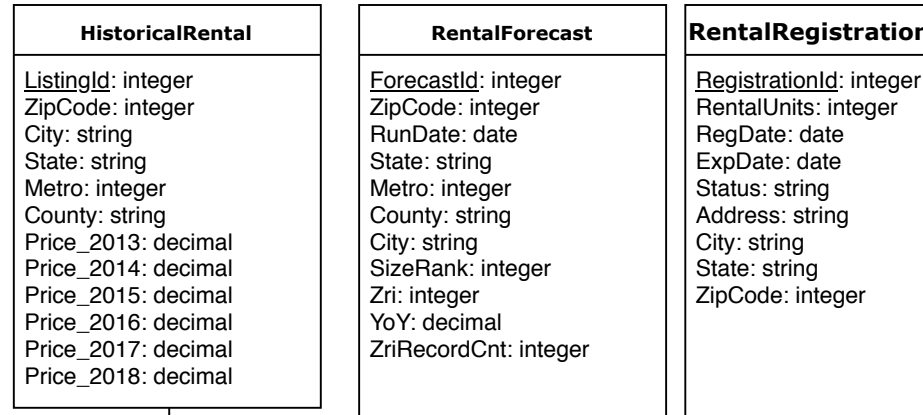 HistoricalRental
ListingId: integer
ZipCode: integer
City: string
State: string
Metro: integer
County: string
Price_2013: decimal
Price_2014: decimal
Price_2015: decimal
Price_2016: decimal
Price_2017: decimal
Price_2018: decimal
RentalForecast
ForecastId: integer
ZipCode: integer
RunDate: date
State: string
Metro: integer
County: string
City: string
SizeRank: integer
Zri: integer
YoY: decimal
ZriRecordCnt: integer
RentalRegistration
RegistrationId: integer
RentalUnits: integer
RegDate: date
ExpDate: date
Status: string
Address: string
City: string
State: string
ZipCode: integer